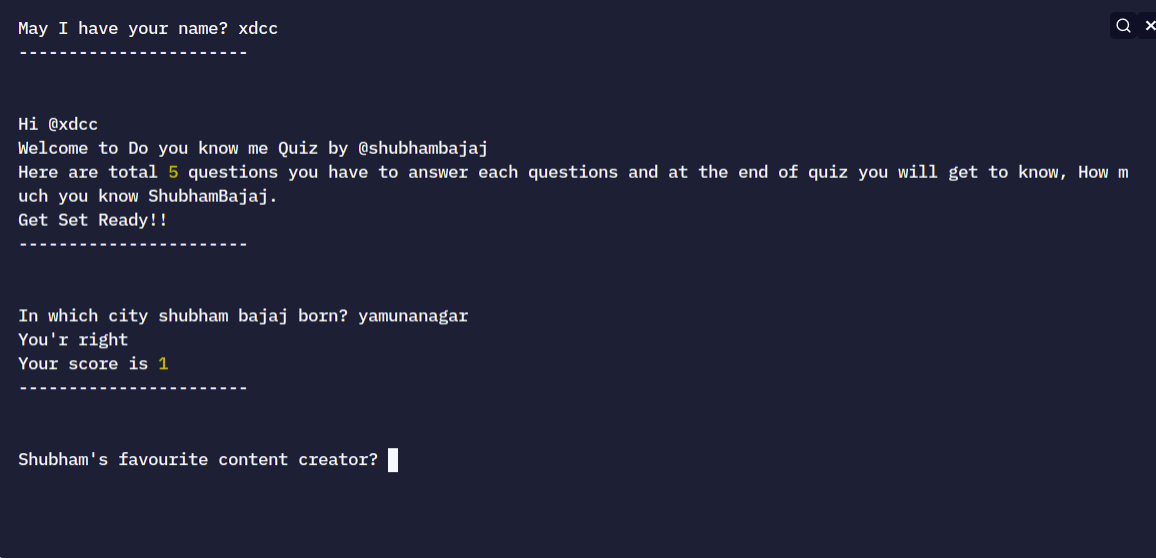 May I have your name? xdcc
-----------------------
Hi @xdcc
Welcome to Do you know me Quiz by @shubhambajaj
Here are total 5 questions you have to answer each questions and at the end of quiz you will get to know, How m
uch you know ShubhamBajaj.
Get Set Ready!!
-----------------------
In which city shubham bajaj born? yamunanagar
You'r right
Your score is 1
-----------------------
Shubham's favourite content creator?